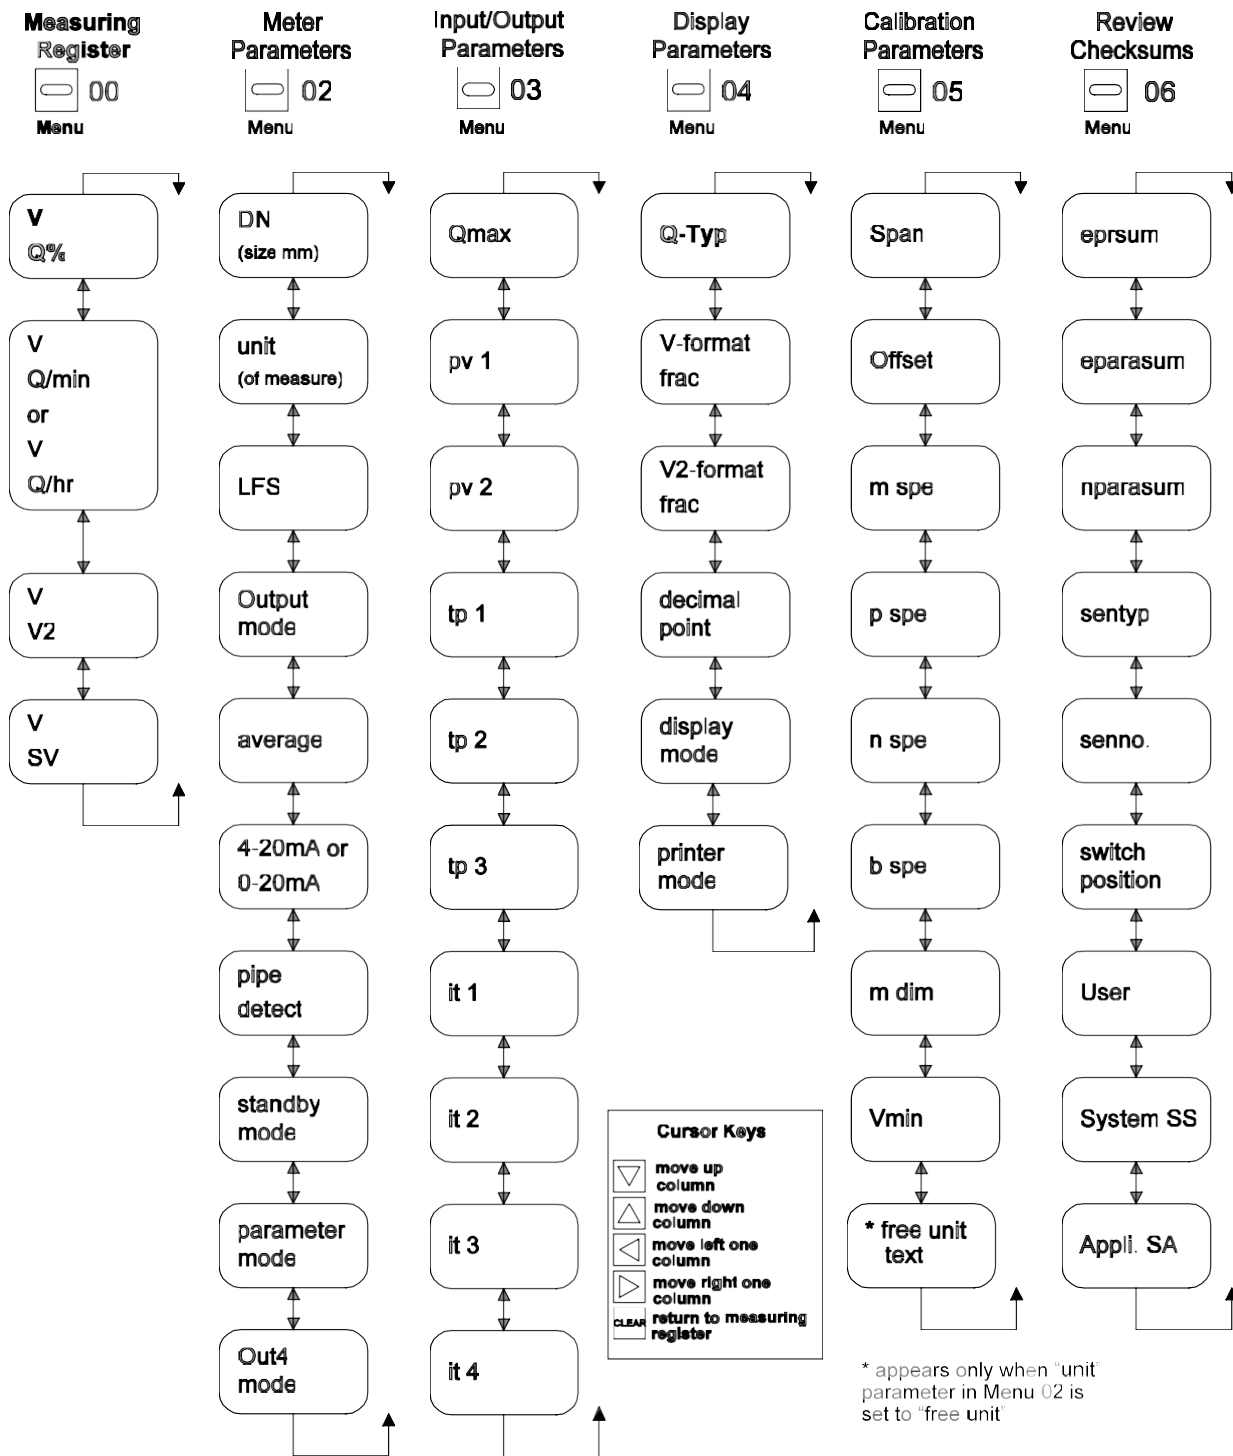 Measuring
Register
00
Menu
V
Q%
V
Q/min
or
V
Q/hr
V
V2
V
SV
Meter
Parameters
02
Menu
DN
(size mm)
unit
(of measure)
LFS
Output
mode
average
4-20mA or
0-20mA
pipe
detect
standby
mode
parameter
mode
Out4
mode
Input/Output
Parameters
03
Menu
Qmax
pv 1
pv 2
tp 1
tp 2
tp 3
it 1
it 2
it 3
it 4
Display
Parameters
04
Menu
Q-Typ
V-format
frac
V2-format
frac
decimal
point
display
mode
printer
mode
Cursor Keys
move up
column
move down
column
move left one
column
move right one
column
CLEAR return to measuring
register
Calibration
Parameters
05
Menu
Span
Offset
m spe
p spe
n spe
b spe
m dim
Vmin
* free unit
text
* appears only when "unit"
parameter in Menu 02 is
set to "free unit"
Review
Checksums
06
Menu
eprsum
eparasum
nparasum
sentyp
senno.
switch
position
User
System SS
Appli. SA